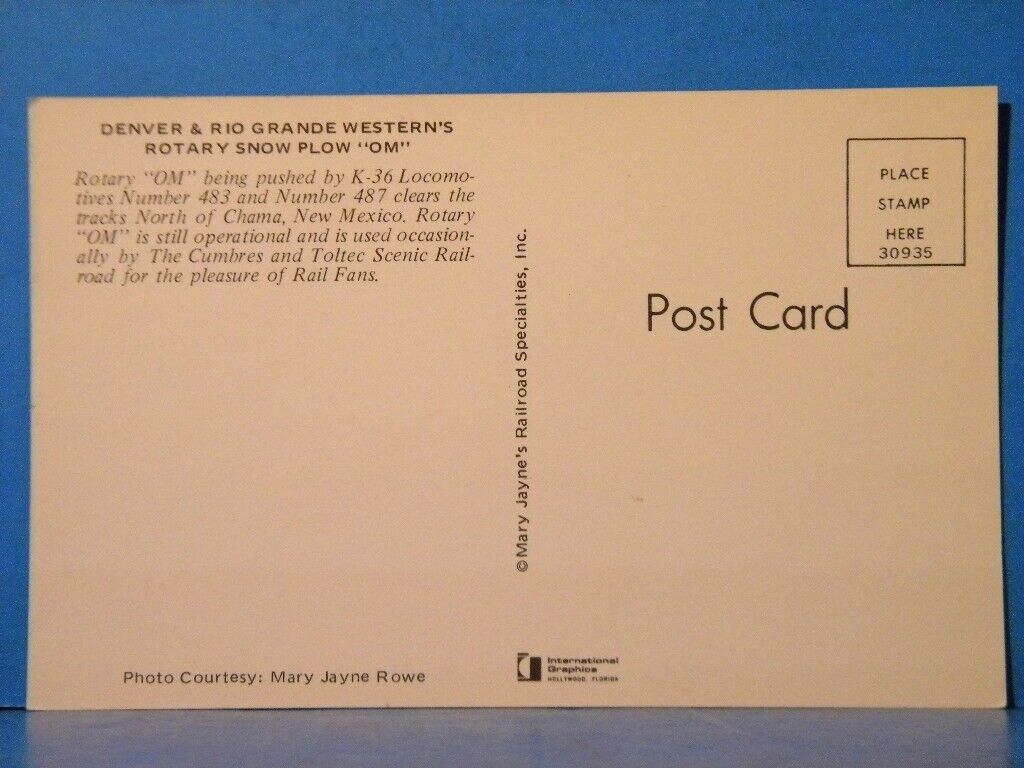 DENVER & RIO GRANDE WESTERN'S
ROTARY SNOW PLOW "OM"
Rotary "OM" being pushed by K-36 Locomo-
tives Number 483 and Number 487 clears the
tracks North of Chama, New Mexico. Rotary
"OM" is still operational and is used occasion-
ally by The Cumbres and Toltec Scenic Rail-
road for the pleasure of Rail Fans.
Photo Courtesy: Mary Jayne Rowe
©Mary Jayne's Railroad Specialties, Inc.
International
Graphics
HOLLYWOOD, FLORIDA
PLACE
STAMP
HERE
30935
Post Card